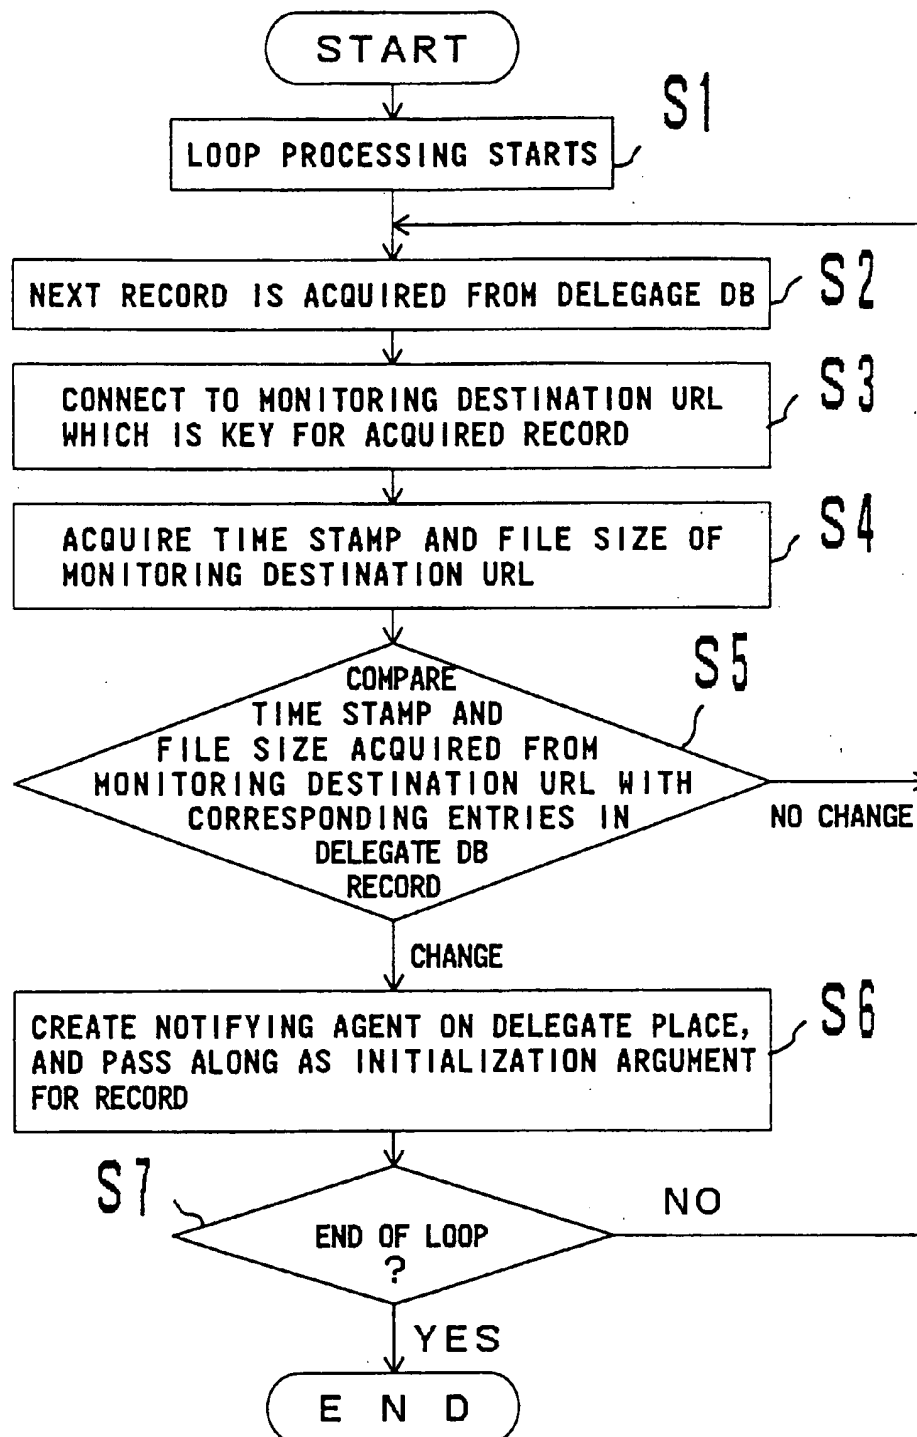 START
S1
LOOP PROCESSING STARTS
S2
NEXT RECORD IS ACQUIRED FROM DELEGAGE DB
S3
CONNECT TO MONITORING DESTINATION URL
WHICH IS KEY FOR ACQUIRED RECORD
S4
ACQUIRE TIME STAMP AND FILE SIZE OF
MONITORING DESTINATION URL
S5
COMPARE
TIME STAMP AND
FILE SIZE ACQUIRED FROM
MONITORING DESTINATION URL WITH
CORRESPONDING ENTRIES IN
DELEGATE DB
RECORD
NO CHANGE
CHANGE
S6
CREATE NOTIFYING AGENT ON DELEGATE PLACE,
AND PASS ALONG AS INITIALIZATION ARGUMENT
FOR RECORD
S7
END OF LOOP
?
NO
YES
END